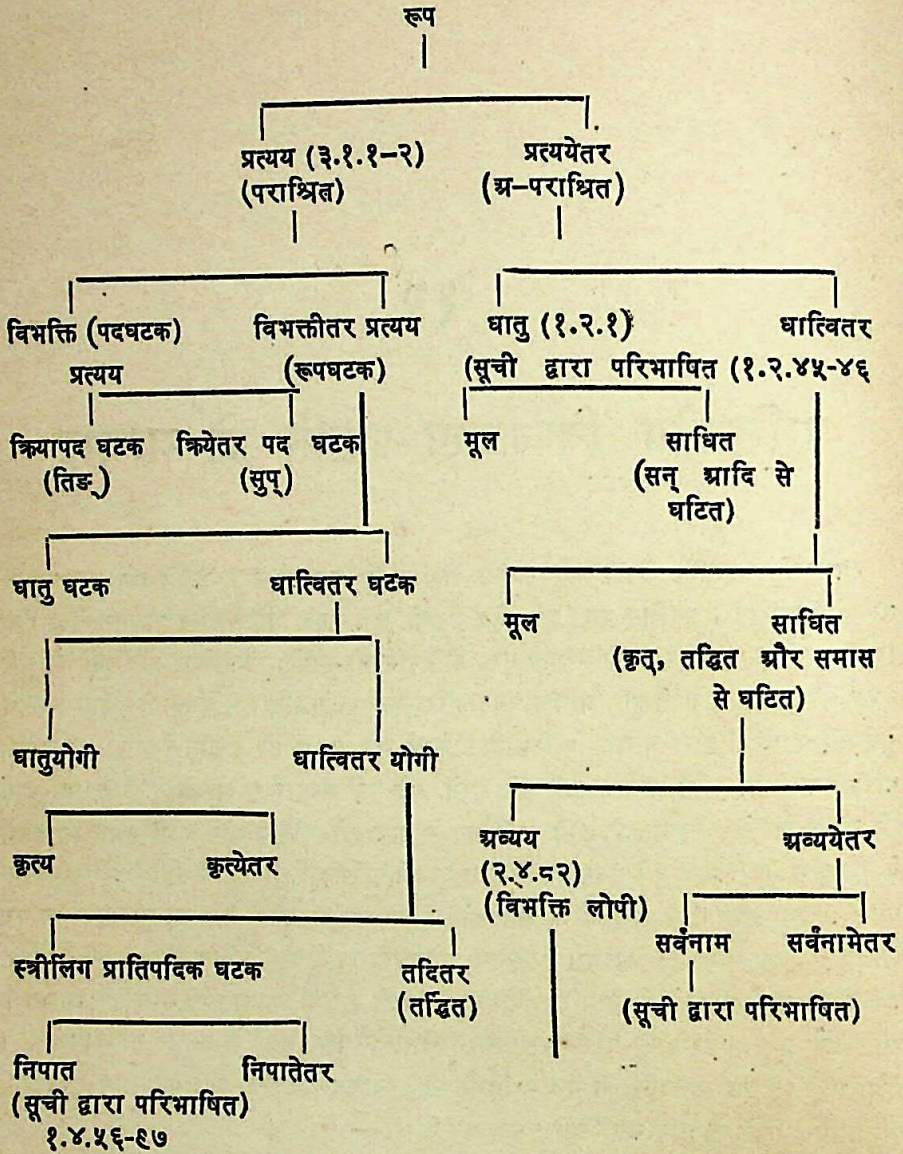 रूप
प्रत्यय (३.१.१–२) प्रत्ययेतर
(पराश्रित) (अ–पराश्रित)
विभक्ति (पदघटक) विभक्तीतर प्रत्यय धातु (१.२.१) धात्वितर
प्रत्यय (रूपघटक) (सूची द्वारा परिभाषित (१.२.४५-४६
क्रियापद घटक क्रियेतर पद घटक मूल साधित
(तिङ्) (सुप्) (सन् आदि से
घटित)
धातु घटक धात्वितर घटक
मूल साधित
(कृत्, तद्धित और समास
से घटित)
धातुयोगी धात्वितर योगी
अव्यय अव्ययेतर
कृत्य कृत्येतर (२.४.८२)
(विभक्ति लोपी)
सर्वनाम सर्वनामेतर
स्त्रीलिंग प्रातिपदिक घटक तदितर
(तद्धित) (सूची द्वारा परिभाषित)
निपात निपातेतर
(सूची द्वारा परिभाषित)
१.४.५६-९७